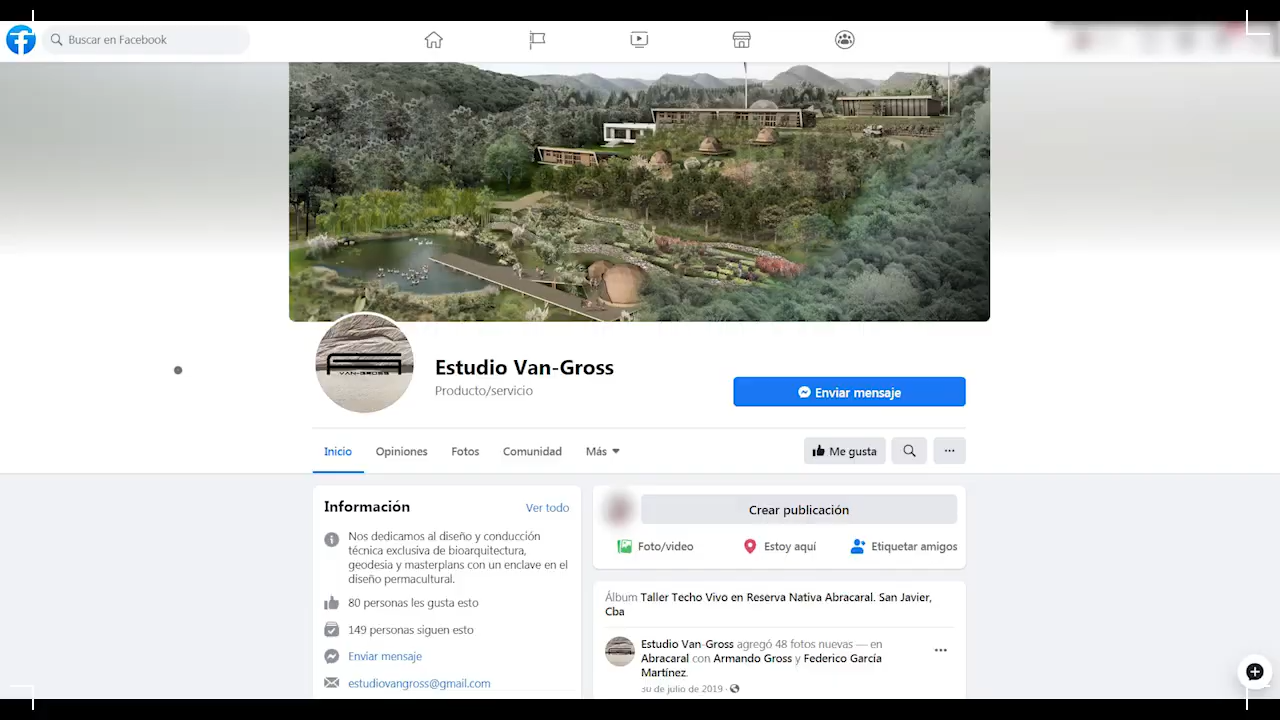 Buscar en Facebook
VAN-GROSS
Estudio Van-Gross
Producto/servicio
Enviar mensaje
Inicio
Opiniones
Fotos
Comunidad
Más
Me gusta
Información
Ver todo
Nos dedicamos al diseño y conducción
técnica exclusiva de bioarquitectura,
geodesia y masterplans con un enclave en el
diseño permacultural.
80 personas les gusta esto
149 personas siguen esto
Enviar mensaje
estudiovangross@gmail.com
Crear publicación
Foto/video
Estoy aquí
Etiquetar amigos
Álbum Taller Techo Vivo en Reserva Nativa Abracaral. San Javier,
Cba
Estudio Van-Gross agregó 48 fotos nuevas — en
Abracaral con Armando Gross y Federico García
Martínez.
30 de julio de 2019 ·